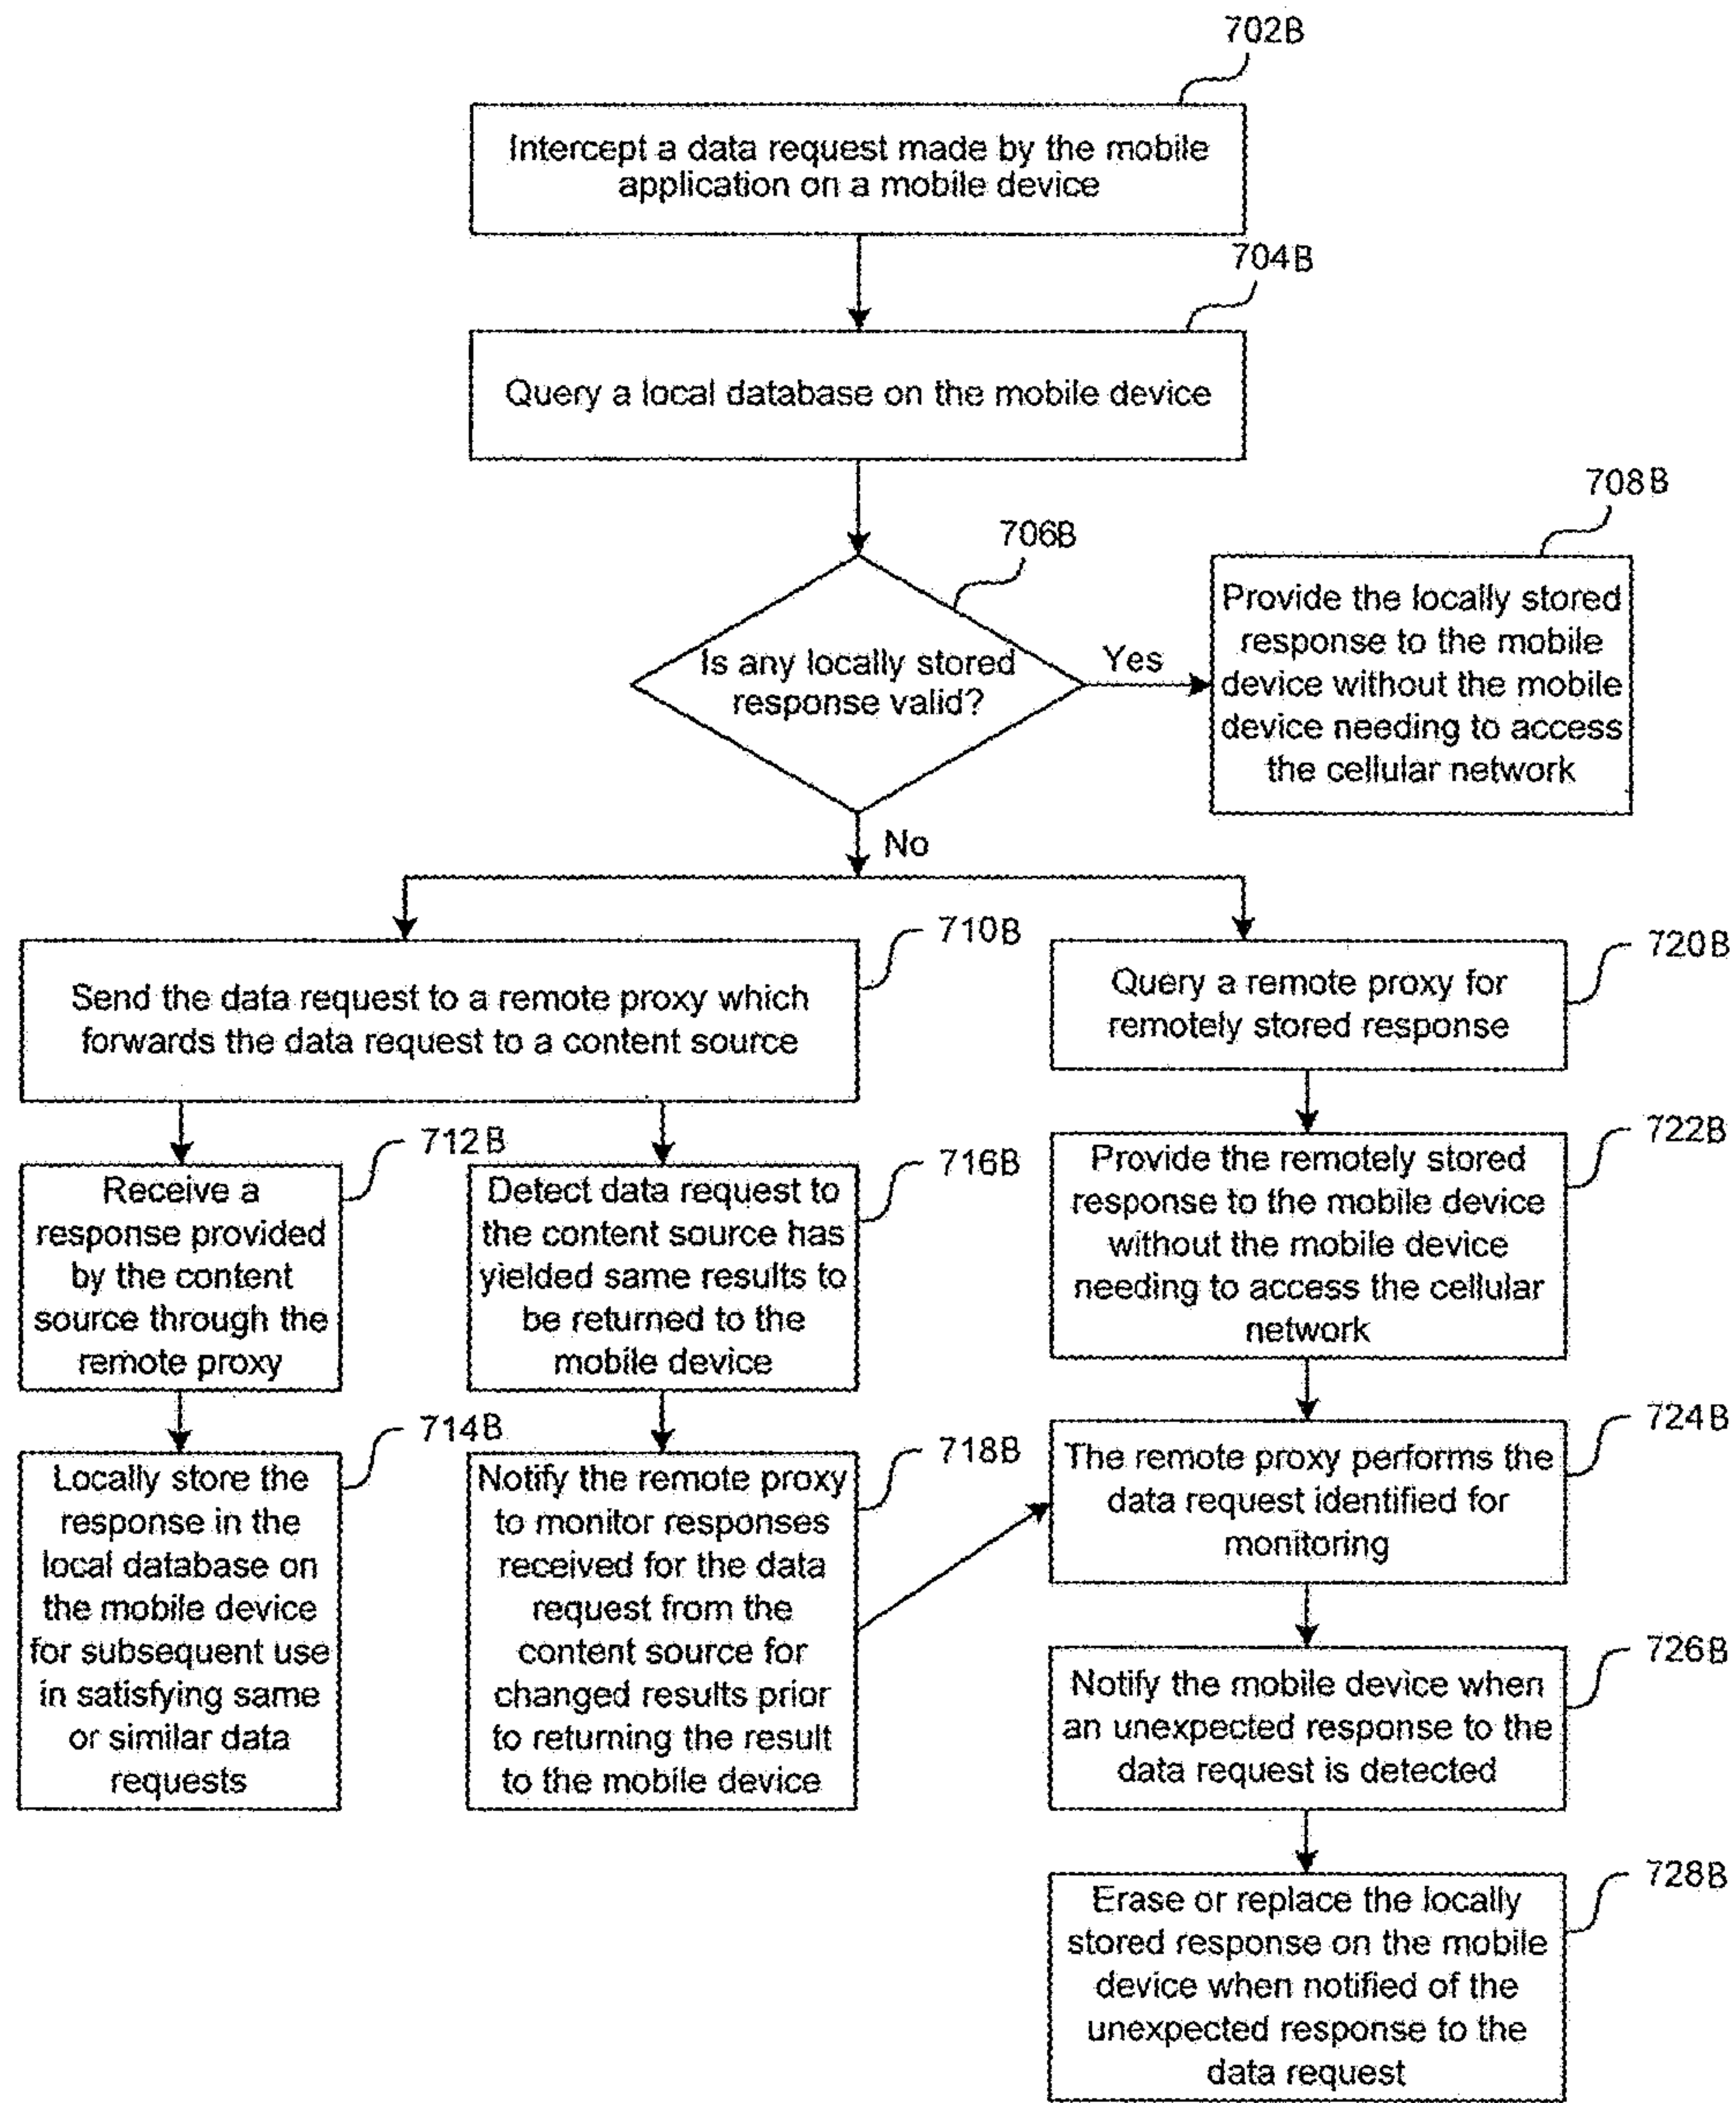 702B
Intercept a data request made by the mobile
application on a mobile device
704B
Query a local database on the mobile device
706B
Is any locally stored
response valid?
Yes
708B
Provide the locally stored
response to the mobile
device without the mobile
device needing to access
the cellular network
No
710B
Send the data request to a remote proxy which
forwards the data request to a content source
712B
Receive a
response provided
by the content
source through the
remote proxy
714B
Locally store the
response in the
local database on
the mobile device
for subsequent use
in satisfying same
or similar data
requests
716B
Detect data request to
the content source has
yielded same results to
be returned to the
mobile device
718B
Notify the remote proxy
to monitor responses
received for the data
request from the
content source for
changed results prior
to returning the result
to the mobile device
720B
Query a remote proxy for
remotely stored response
722B
Provide the remotely stored
response to the mobile device
without the mobile device
needing to access the cellular
network
724B
The remote proxy performs the
data request identified for
monitoring
726B
Notify the mobile device when
an unexpected response to the
data request is detected
728B
Erase or replace the locally
stored response on the mobile
device when notified of the
unexpected response to the
data request